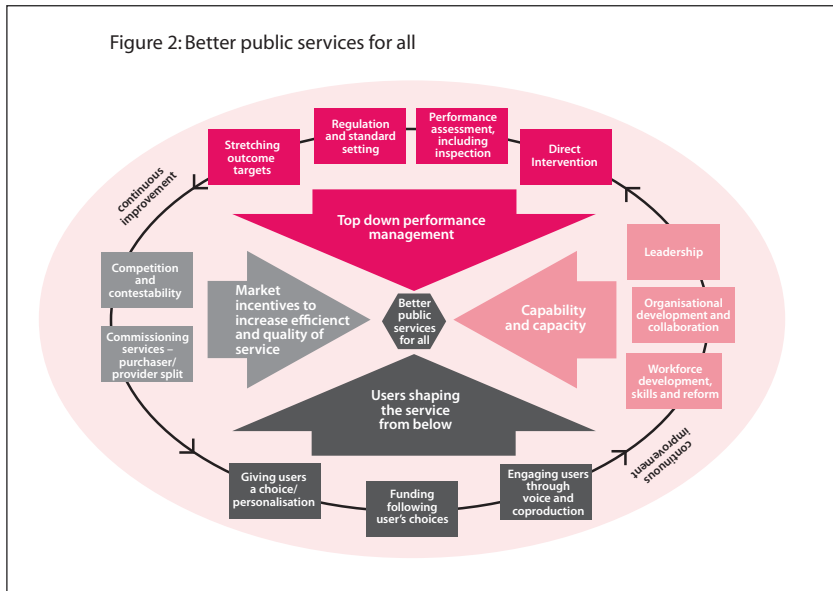 Figure 2: Better public services for all
Stretching
outcome
targets
Regulation
and standard
setting
Performance
assessment,
including
inspection
Direct
Intervention
continuous
improvement
Top down performance
management
Competition
and
contestability
Commissioning
services –
purchaser/
provider split
Market
incentives to
increase efficienct
and quality of
service
Better
public
services
for all
Capability
and capacity
Leadership
Organisational
development and
collaboration
Workforce
development,
skills and reform
Users shaping
the service
from below
continuous
improvement
Giving users
a choice/
personalisation
Funding
following
user's choices
Engaging users
through
voice and
coproduction